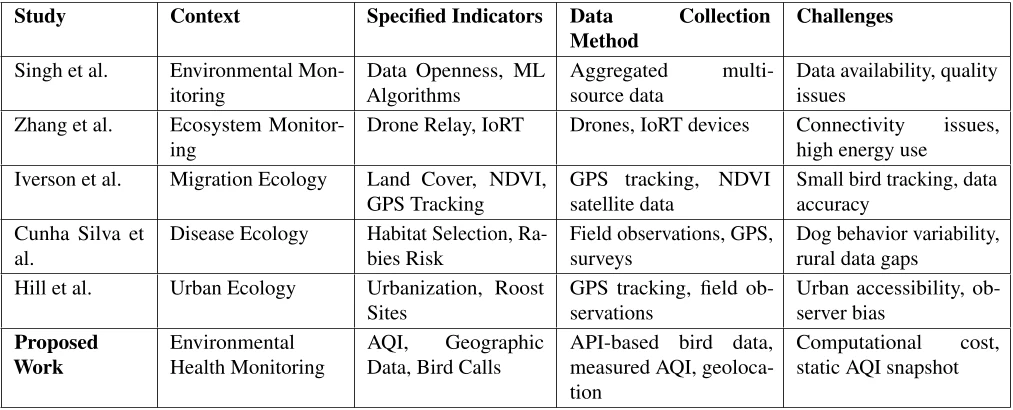 Study
Context
Specified Indicators
Data Collection
Method
Challenges
Singh et al.
Environmental Mon-
itoring
Data Openness, ML
Algorithms
Aggregated multi-
source data
Data availability, quality
issues
Zhang et al.
Ecosystem Monitor-
ing
Drone Relay, IoRT
Drones, IoRT devices
Connectivity issues,
high energy use
Iverson et al.
Migration Ecology
Land Cover, NDVI,
GPS Tracking
GPS tracking, NDVI
satellite data
Small bird tracking, data
accuracy
Cunha Silva et
al.
Disease Ecology
Habitat Selection, Ra-
bies Risk
Field observations, GPS,
surveys
Dog behavior variability,
rural data gaps
Hill et al.
Urban Ecology
Urbanization, Roost
Sites
GPS tracking, field ob-
servations
Urban accessibility, ob-
server bias
Proposed
Work
Environmental
Health Monitoring
AQI, Geographic
Data, Bird Calls
API-based bird data,
measured AQI, geoloca-
tion
Computational cost,
static AQI snapshot